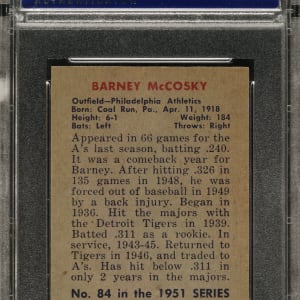 BARNEY McCOSKY
Outfield—Philadelphia Athletics
Born: Coal Run, Pa., Apr. 11, 1918
Height: 6-1 Weight: 184
Bats: Left Throws: Right
Appeared in 66 games for the
A's last season, batting .240.
It was a comeback year for
Barney. After hitting .326 in
135 games in 1948, he was
forced out of baseball in 1949
by a back injury. Began in
1936. Hit the majors with
the Detroit Tigers in 1939.
Batted .311 as a rookie. In
service, 1943-45. Returned to
Tigers in 1946, and traded to
A's. Has hit below .311 in
only 2 years in the majors.
No. 84 in the 1951 SERIES